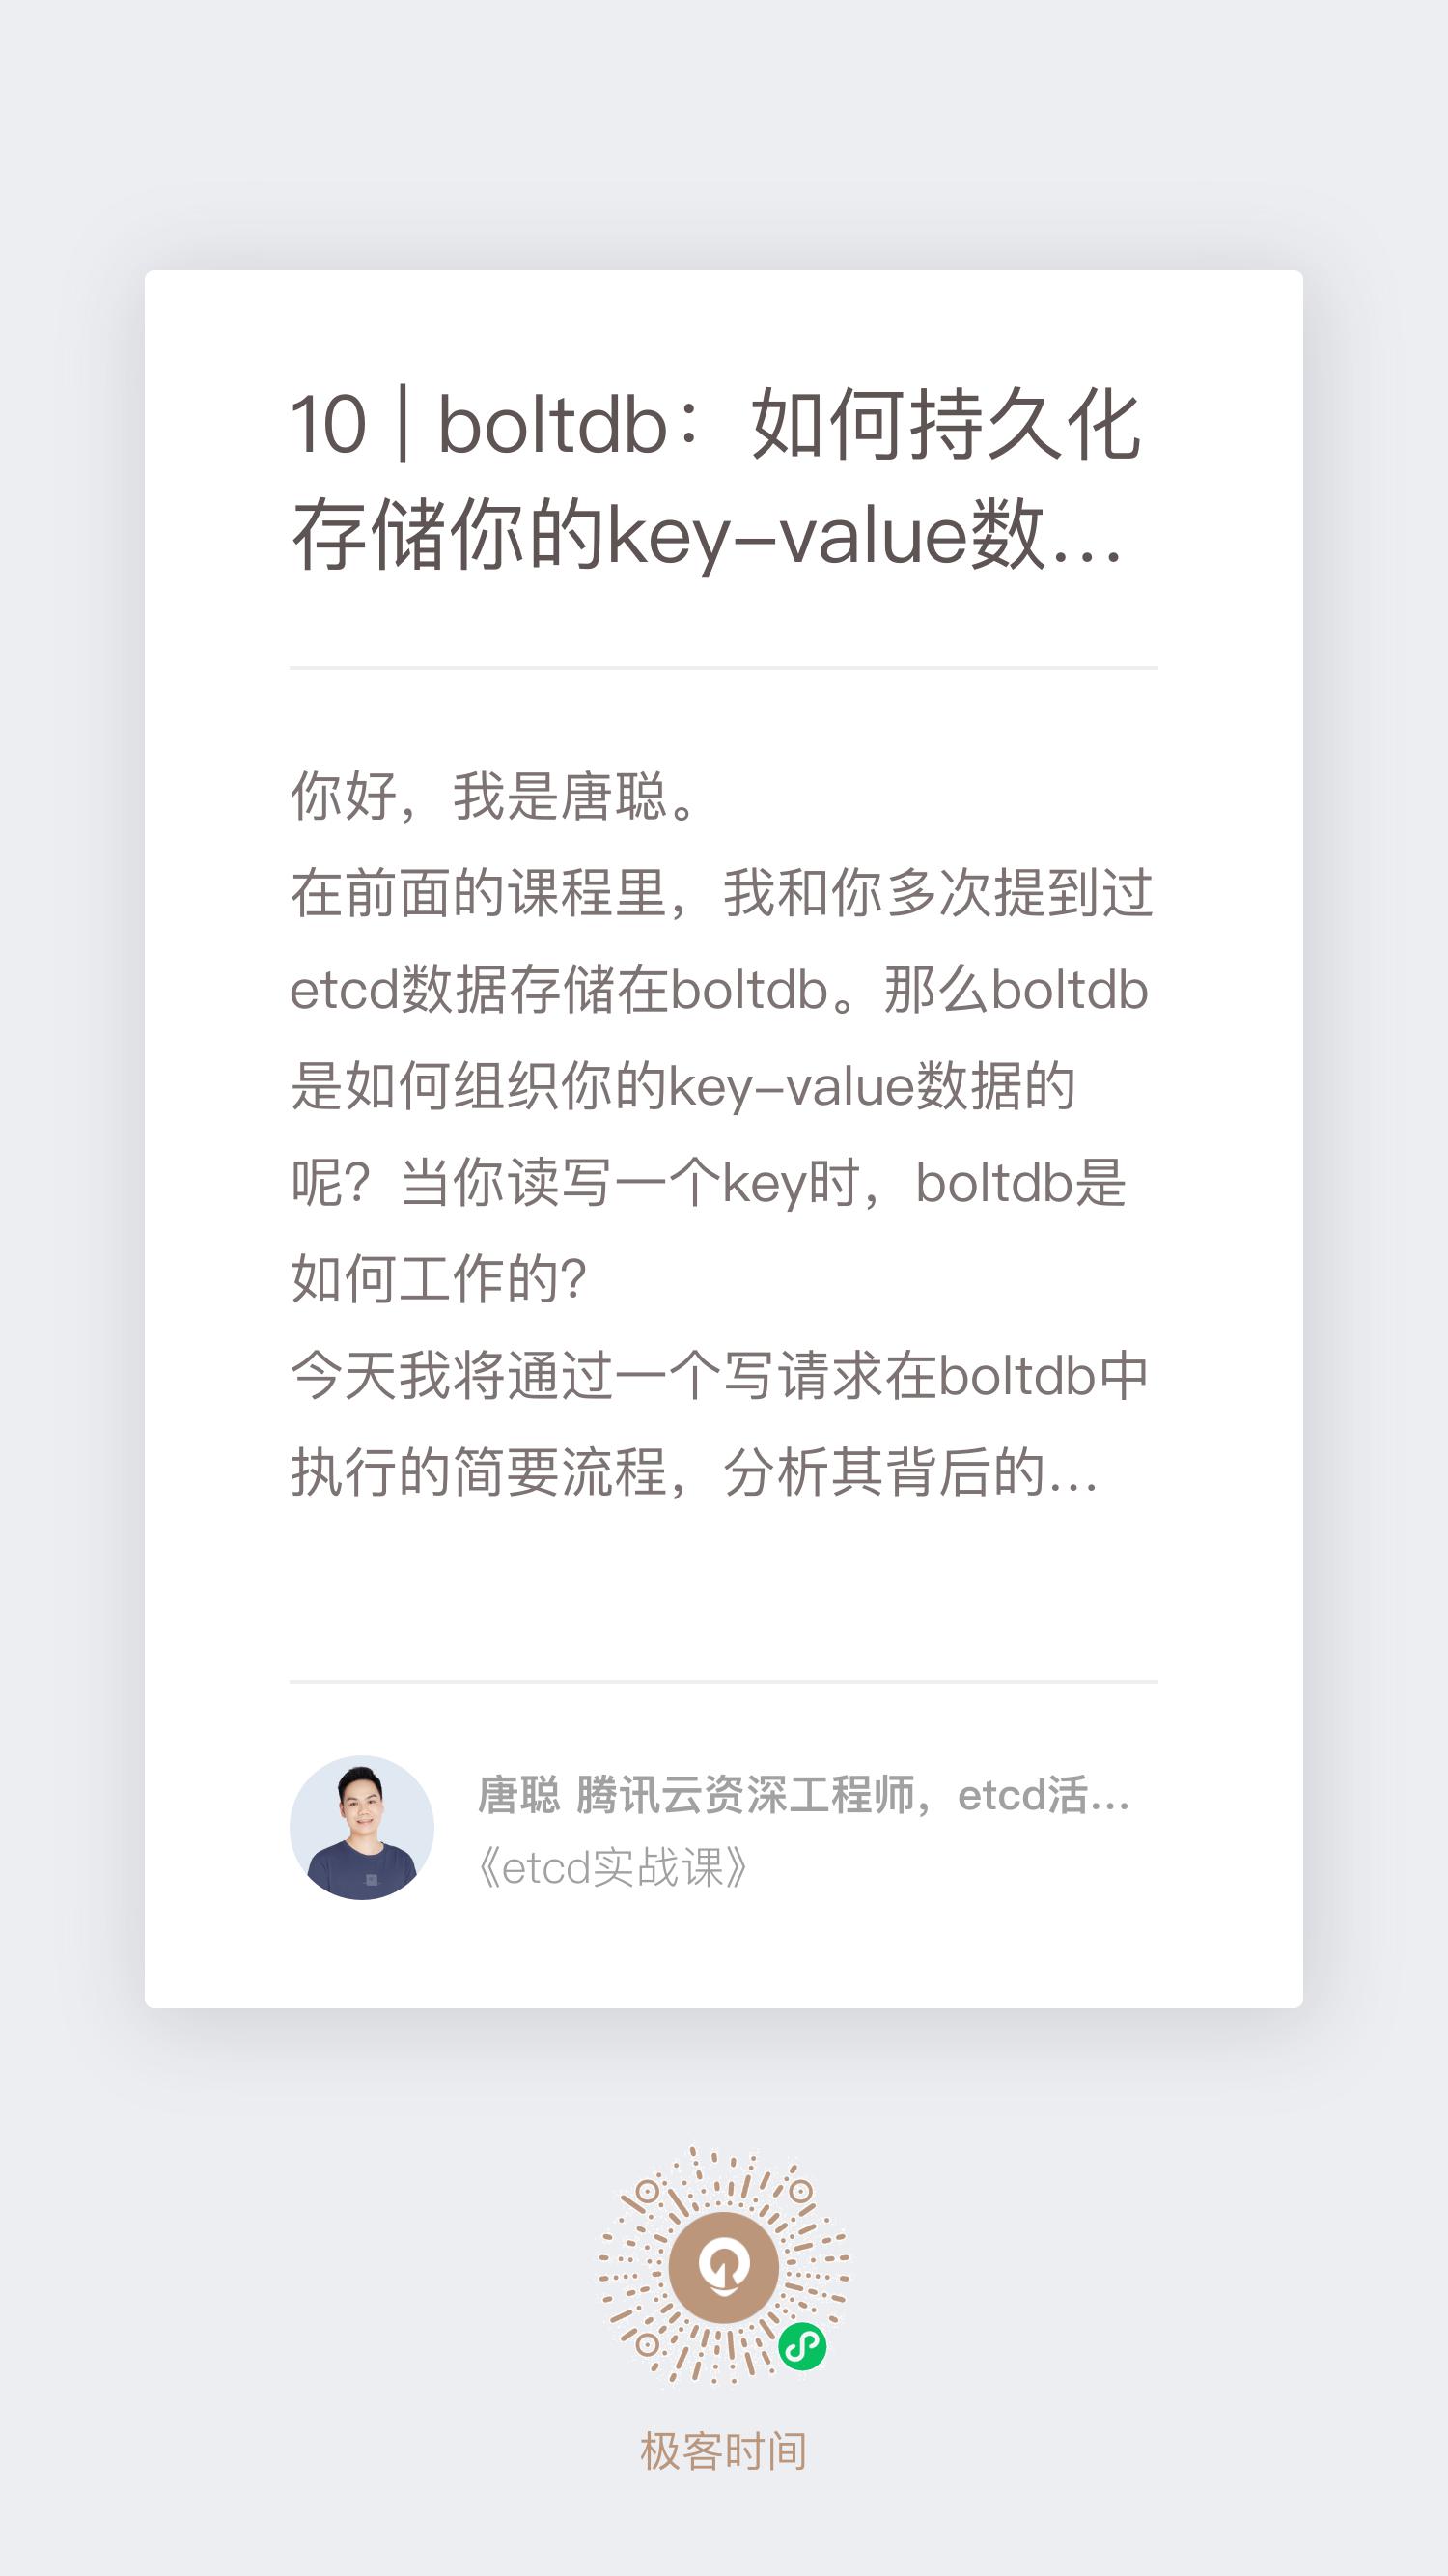 10 | boltdb：如何持久化
存储你的key-value数...
你好，我是唐聪。
在前面的课程里，我和你多次提到过
etcd数据存储在boltdb。那么boltdb
是如何组织你的key-value数据的
呢？当你读写一个key时，boltdb是
如何工作的？
今天我将通过一个写请求在boltdb中
执行的简要流程，分析其背后的...
唐聪 腾讯云资深工程师，etcd活...
《etcd实战课》
极客时间